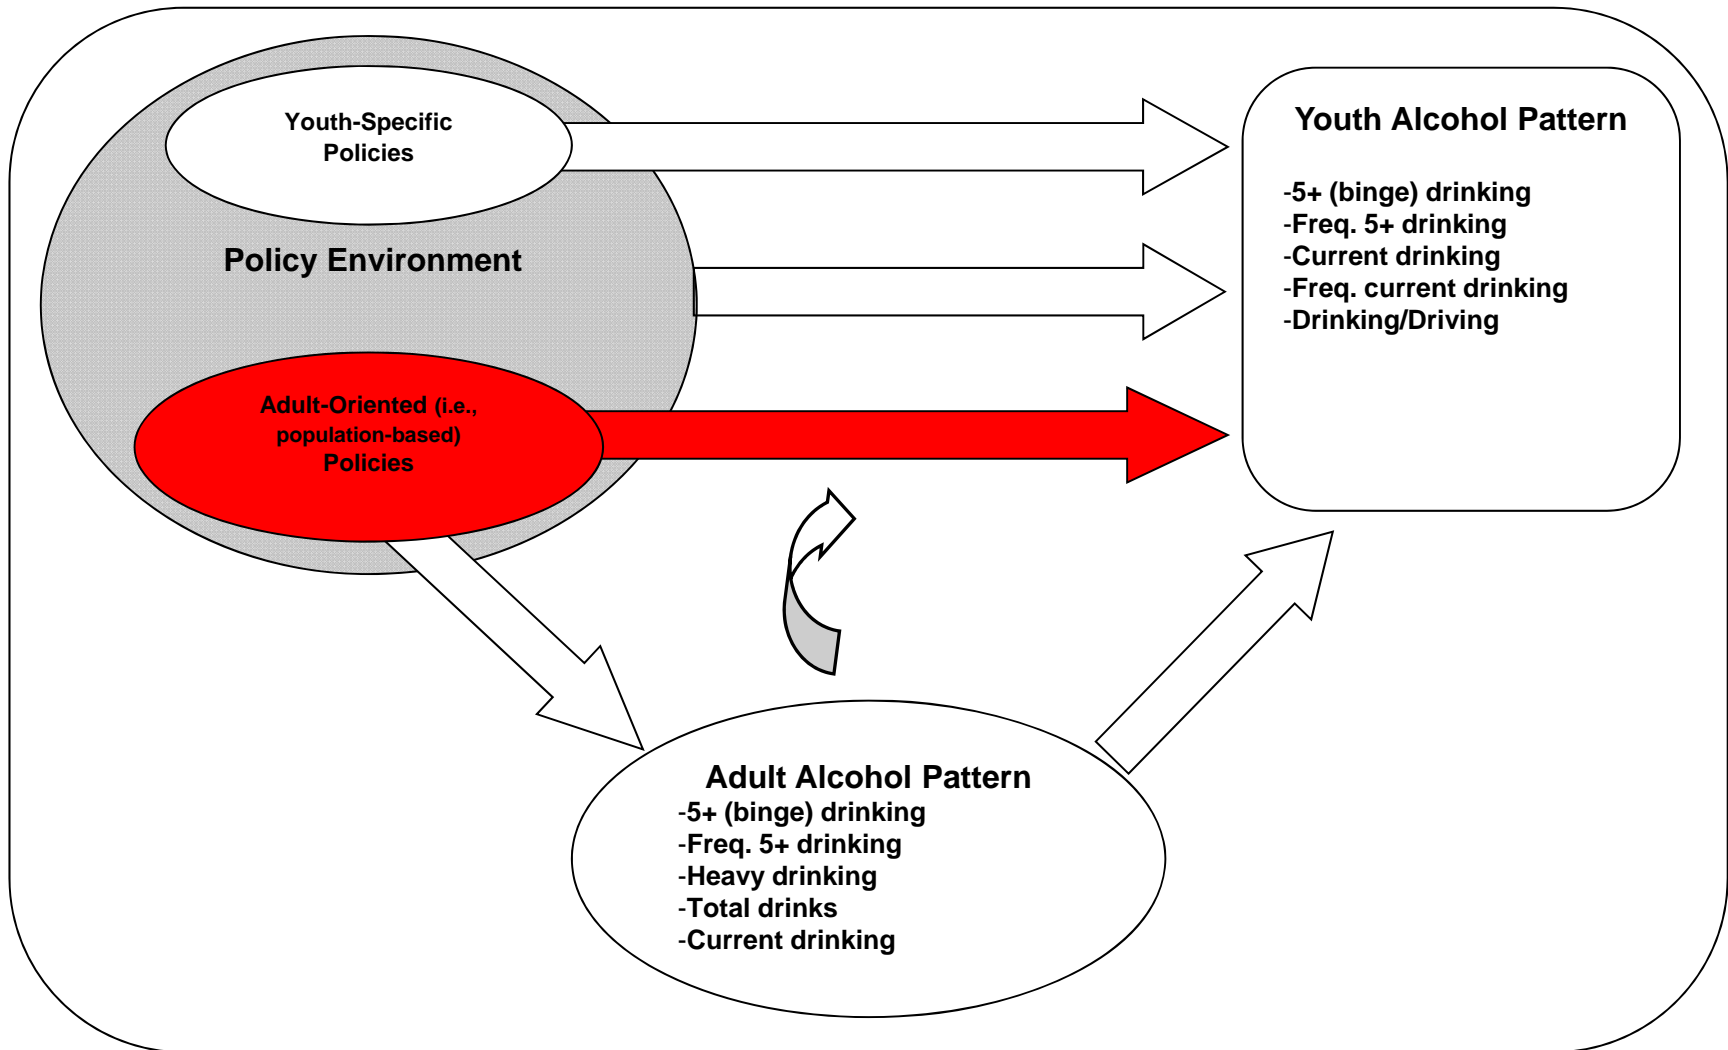 Youth-Specific
Policies
Policy Environment
Adult-Oriented (i.e.,
population-based)
Policies
Youth Alcohol Pattern
-5+ (binge) drinking
-Freq. 5+ drinking
-Current drinking
-Freq. current drinking
-Drinking/Driving
Adult Alcohol Pattern
-5+ (binge) drinking
-Freq. 5+ drinking
-Heavy drinking
-Total drinks
-Current drinking